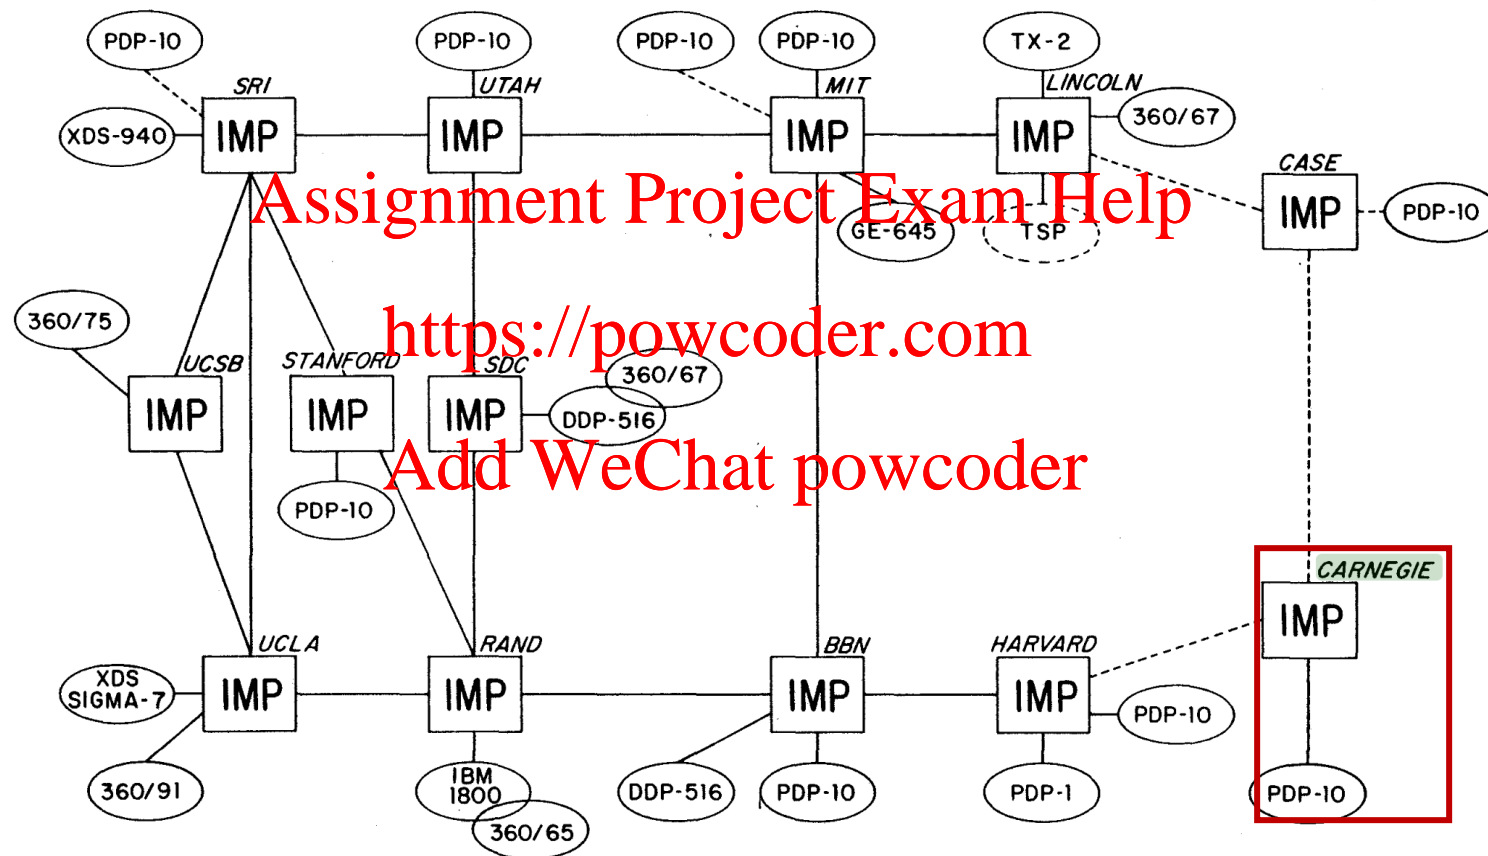 PDP-10 PDP-10 PDP-10 PDP-10 TX-2
SRI UTAH MIT LINCOLN
XDS-940 IMP IMP IMP IMP 360/67
CASE
IMP PDP-10
Assignment Project Exam Help
GE-645 TSP
360/75
https://powcoder.com
UCSB STANFORD SDC
360/67
IMP IMP IMP DDP-516
Add WeChat powcoder
PDP-10
CARNEGIE
IMP
UCLA RAND BBN HARVARD
XDS
SIGMA-7 IMP IMP IMP IMP PDP-10
360/91 IBM
1800 DDP-516 PDP-10 PDP-1 PDP-10
360/65